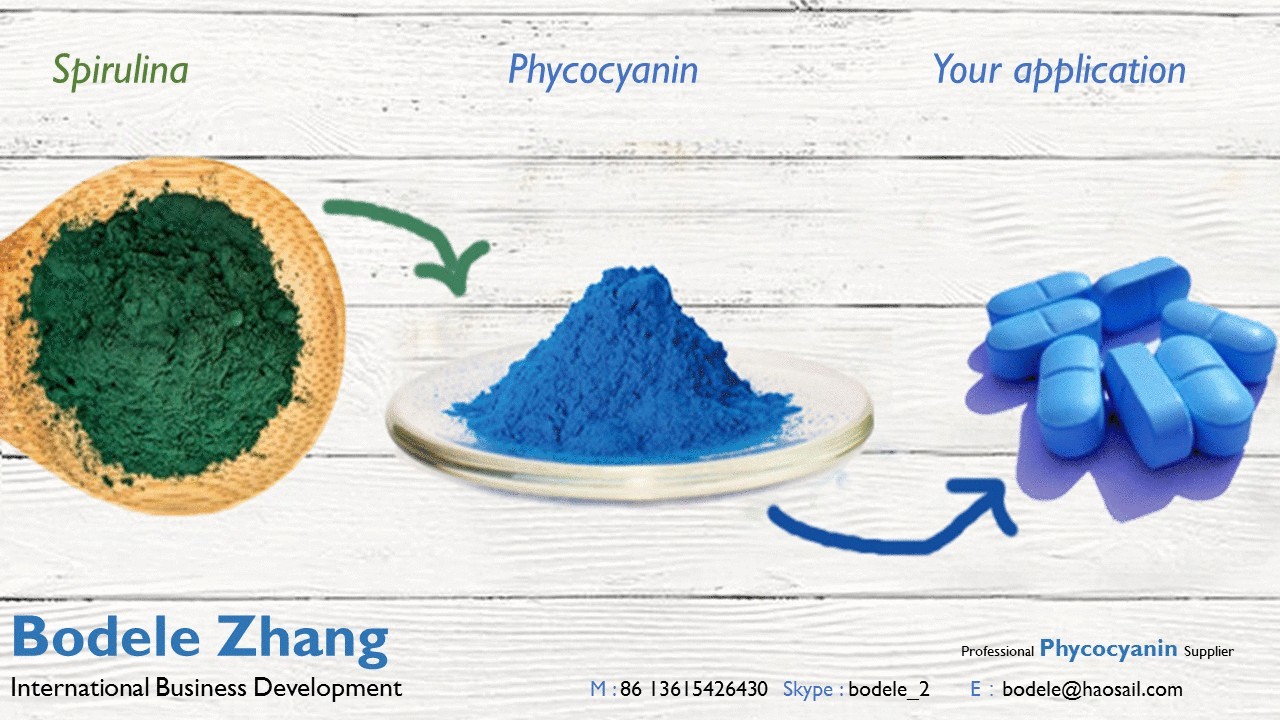 Spirulina Phycocyanin Your application
Bodele Zhang
Professional Phycocyanin Supplier
International Business Development
M : 86 13615426430 Skype : bodele_2 E : bodele@haosail.com